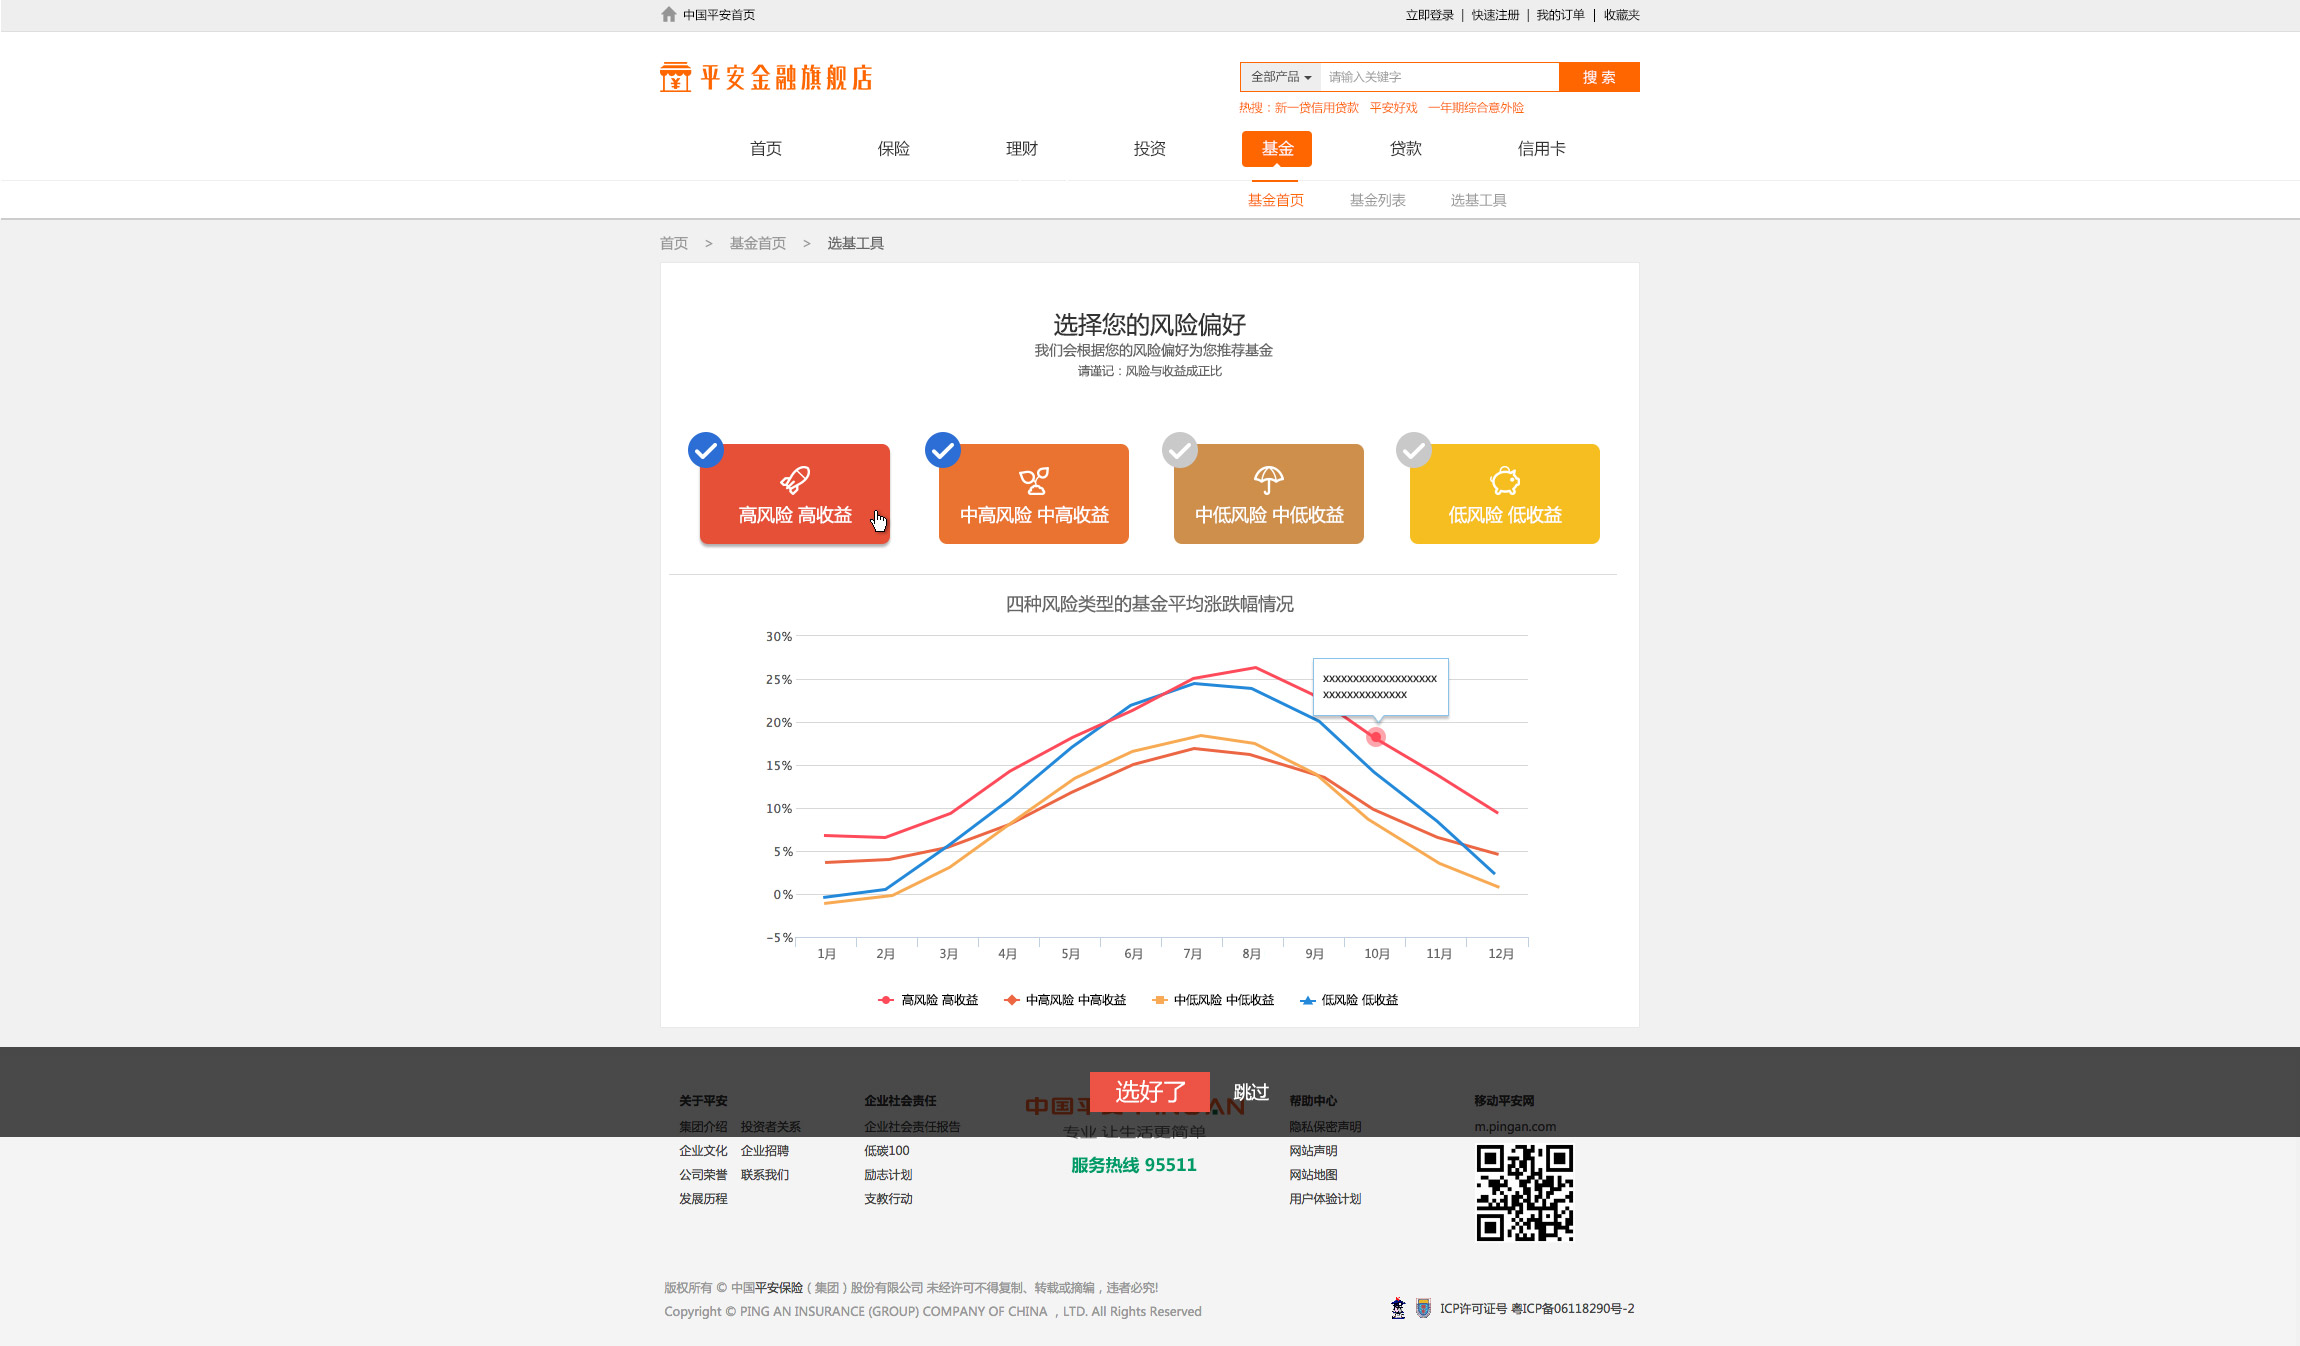 中国平安首页
立即登录 | 快速注册 | 我的订单 | 收藏夹
平安金融旗舰店
全部产品 请输入关键字 搜 索
热搜：新一贷信用贷款 平安好戏 一年期综合意外险
首页 保险 理财 投资 基金 贷款 信用卡
基金首页 基金列表 选基工具
首页 > 基金首页 > 选基工具
选择您的风险偏好
我们会根据您的风险偏好为您推荐基金
请谨记：风险与收益成正比
高风险 高收益
中高风险 中高收益
中低风险 中低收益
低风险 低收益
四种风险类型的基金平均涨跌幅情况
30%
25%
20%
15%
10%
5%
0%
-5%
xxxxxxxxxxxxxxxxxxx
xxxxxxxxxxxxxx
1月 2月 3月 4月 5月 6月 7月 8月 9月 10月 11月 12月
高风险 高收益 中高风险 中高收益 中低风险 中低收益 低风险 低收益
选好了 跳过
关于平安
集团介绍 投资者关系
企业文化 企业招聘
公司荣誉 联系我们
发展历程
企业社会责任
企业社会责任报告
低碳100
励志计划
支教行动
中国平安 PINGAN
专业 让生活更简单
服务热线 95511
帮助中心
隐私保密声明
网站声明
网站地图
用户体验计划
移动平安网
m.pingan.com
版权所有 © 中国平安保险（集团）股份有限公司 未经许可不得复制、转载或摘编，违者必究!
Copyright © PING AN INSURANCE (GROUP) COMPANY OF CHINA ，LTD. All Rights Reserved
ICP许可证号 粤ICP备06118290号-2